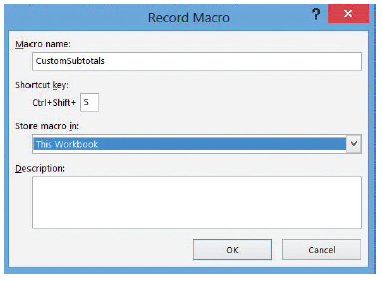 Record Macro
?
Macro name:
CustomSubtotals
Shortcut key:
Ctrl+Shift+ S
Store macro in:
This Workbook
Description:
OK Cancel